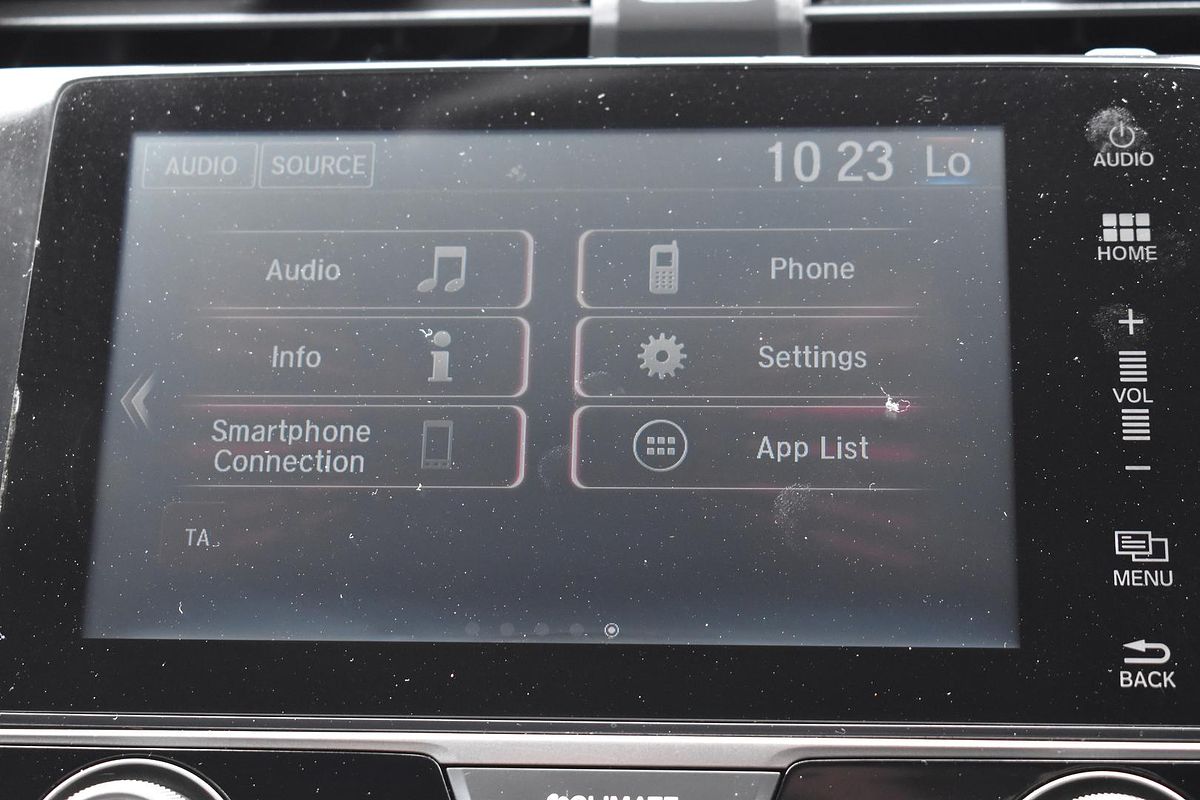 AUDIO SOURCE 10 23 Lo
Audio
Phone
Info
Settings
Smartphone
Connection
App List
TA
AUDIO
HOME
VOL
MENU
BACK
CLIMATE